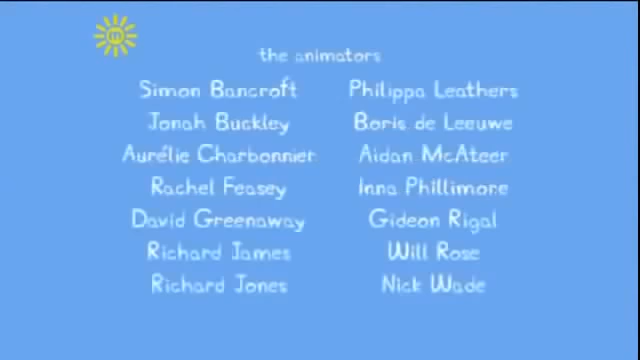 m
the animators
Simon Bancroft Philippa Leathers
Jonah Buckley Boris de Leeuwe
Aurélie Charbonnier Aidan McAteer
Rachel Feasey Inna Phillimore
David Greenaway Gideon Rigal
Richard James Will Rose
Richard Jones Nick Wade